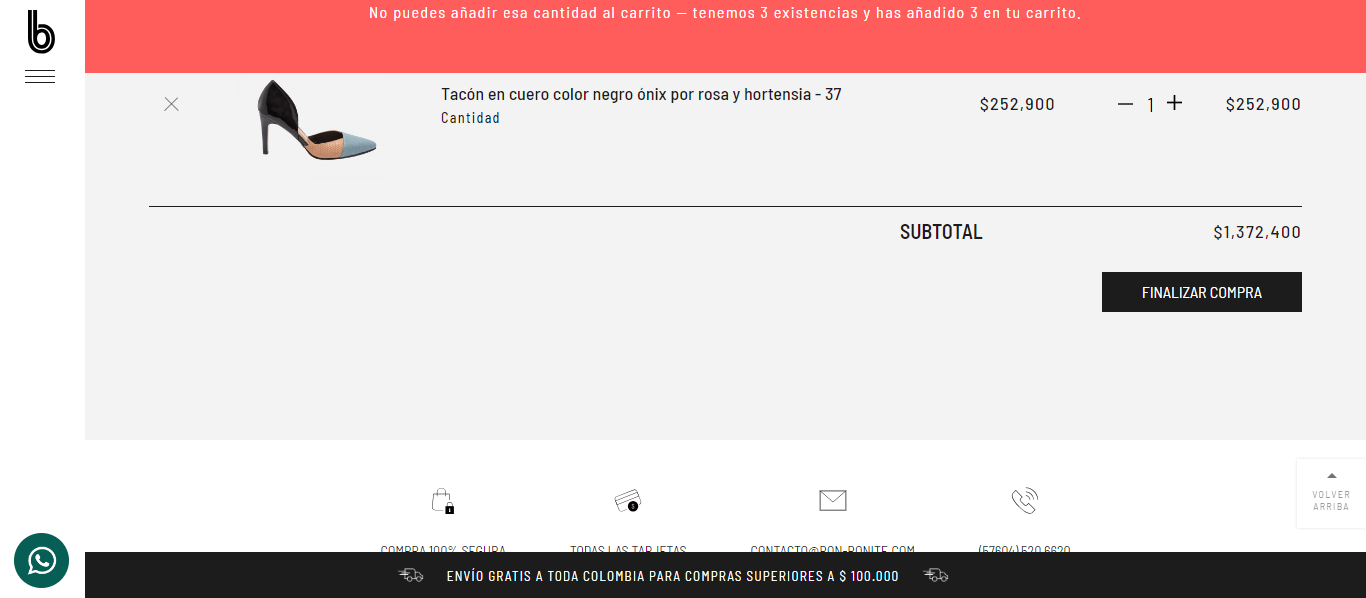 b
No puedes añadir esa cantidad al carrito — tenemos 3 existencias y has añadido 3 en tu carrito.
Tacón en cuero color negro ónix por rosa y hortensia - 37
Cantidad
$252,900
1
$252,900
SUBTOTAL
$1,372,400
FINALIZAR COMPRA
VOLVER
ARRIBA
COMPRA 100% SEGURA
TODAS LAS TARJETAS
CONTACTO@BON-BONITE.COM
(57604) 520 6620
ENVÍO GRATIS A TODA COLOMBIA PARA COMPRAS SUPERIORES A $ 100.000